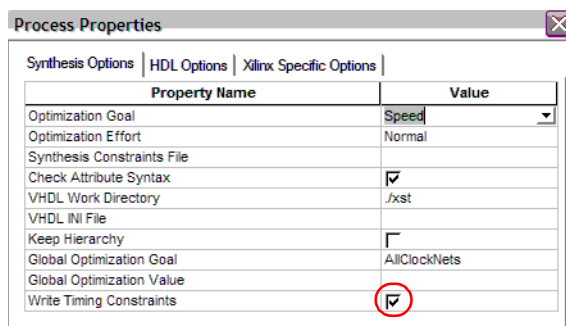 Process Properties
Synthesis Options HDL Options Xilinx Specific Options
Property Name Value
Optimization Goal Speed
Optimization Effort Normal
Synthesis Constraints File
Check Attribute Syntax
VHDL Work Directory ./xst
VHDL INI File
Keep Hierarchy
Global Optimization Goal AllClockNets
Global Optimization Value
Write Timing Constraints